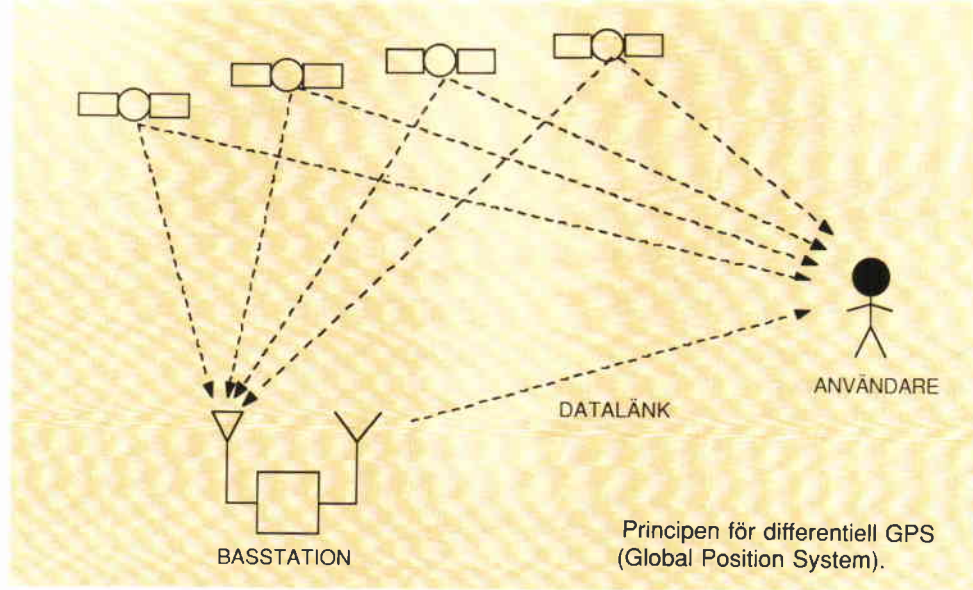 ANVÄNDARE
DATALÄNK
BASSTATION
Principen för differentiell GPS
(Global Position System).